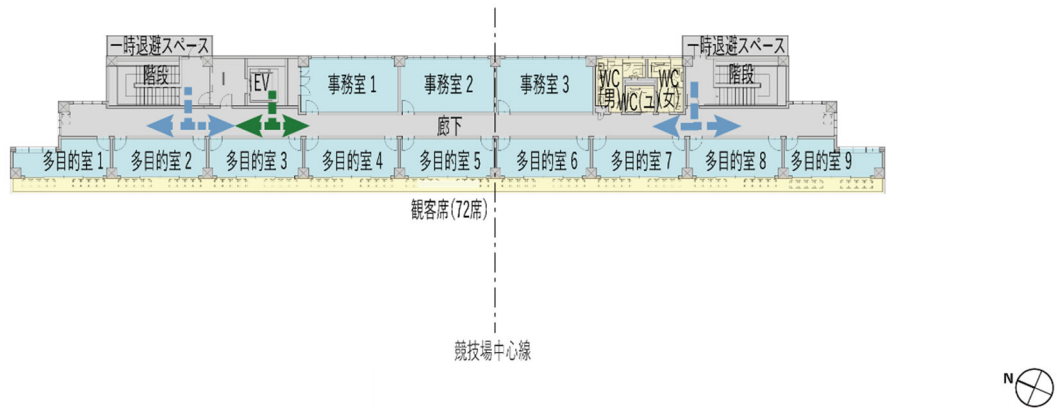 一時退避スペース
一時退避スペース
階段
EV
事務室 1
事務室 2
事務室 3
WC
(男)
WC(ユ)
WC
(女)
階段
廊下
多目的室 1
多目的室 2
多目的室 3
多目的室 4
多目的室 5
多目的室 6
多目的室 7
多目的室 8
多目的室 9
観客席(72席)
競技場中心線
N